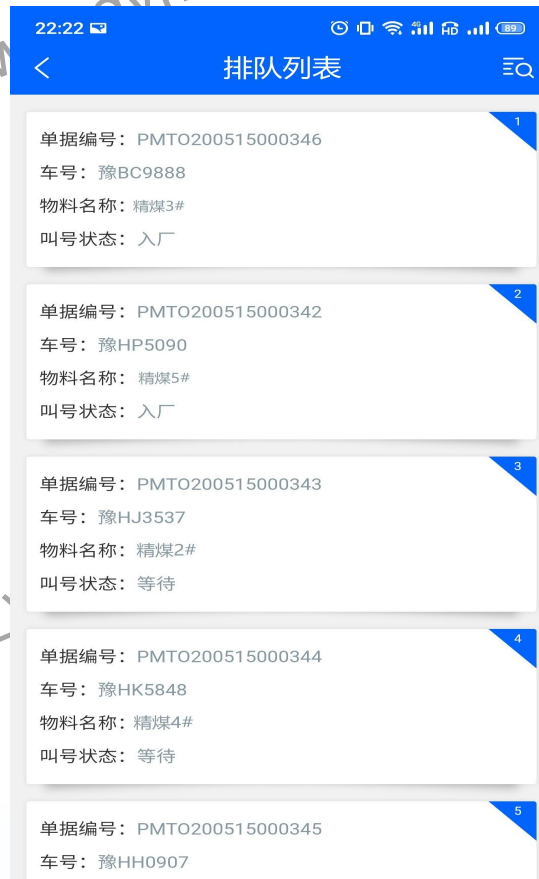 22:22
4G HD 89
排队列表
1
单据编号：PMTO200515000346
车号：豫BC9888
物料名称：精煤3#
叫号状态：入厂
2
单据编号：PMTO200515000342
车号：豫HP5090
物料名称：精煤5#
叫号状态：入厂
3
单据编号：PMTO200515000343
车号：豫HJ3537
物料名称：精煤2#
叫号状态：等待
4
单据编号：PMTO200515000344
车号：豫HK5848
物料名称：精煤4#
叫号状态：等待
5
单据编号：PMTO200515000345
车号：豫HH0907